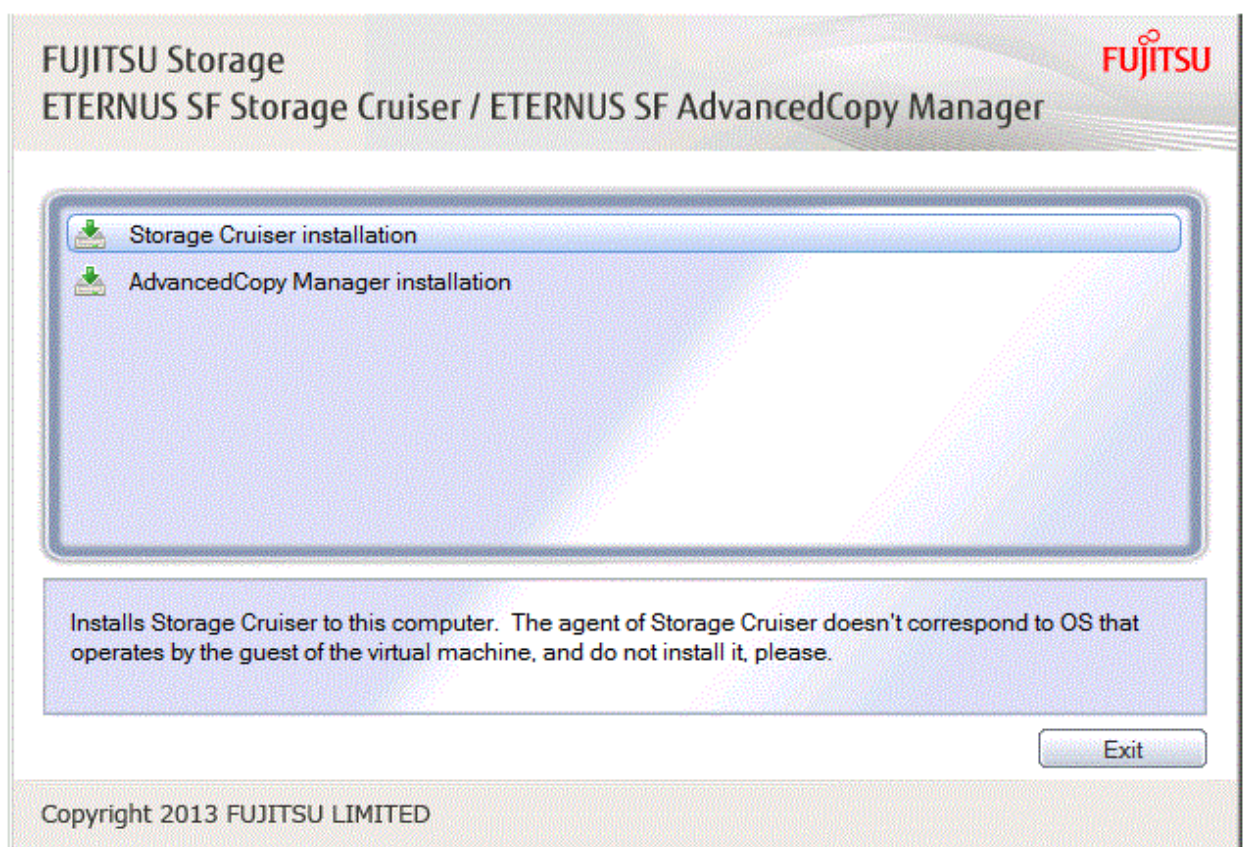 FUJITSU Storage
FUJITSU
ETERNUS SF Storage Cruiser / ETERNUS SF AdvancedCopy Manager
Storage Cruiser installation
AdvancedCopy Manager installation
Installs Storage Cruiser to this computer.  The agent of Storage Cruiser doesn't correspond to OS that
operates by the guest of the virtual machine, and do not install it, please.
Exit
Copyright 2013 FUJITSU LIMITED